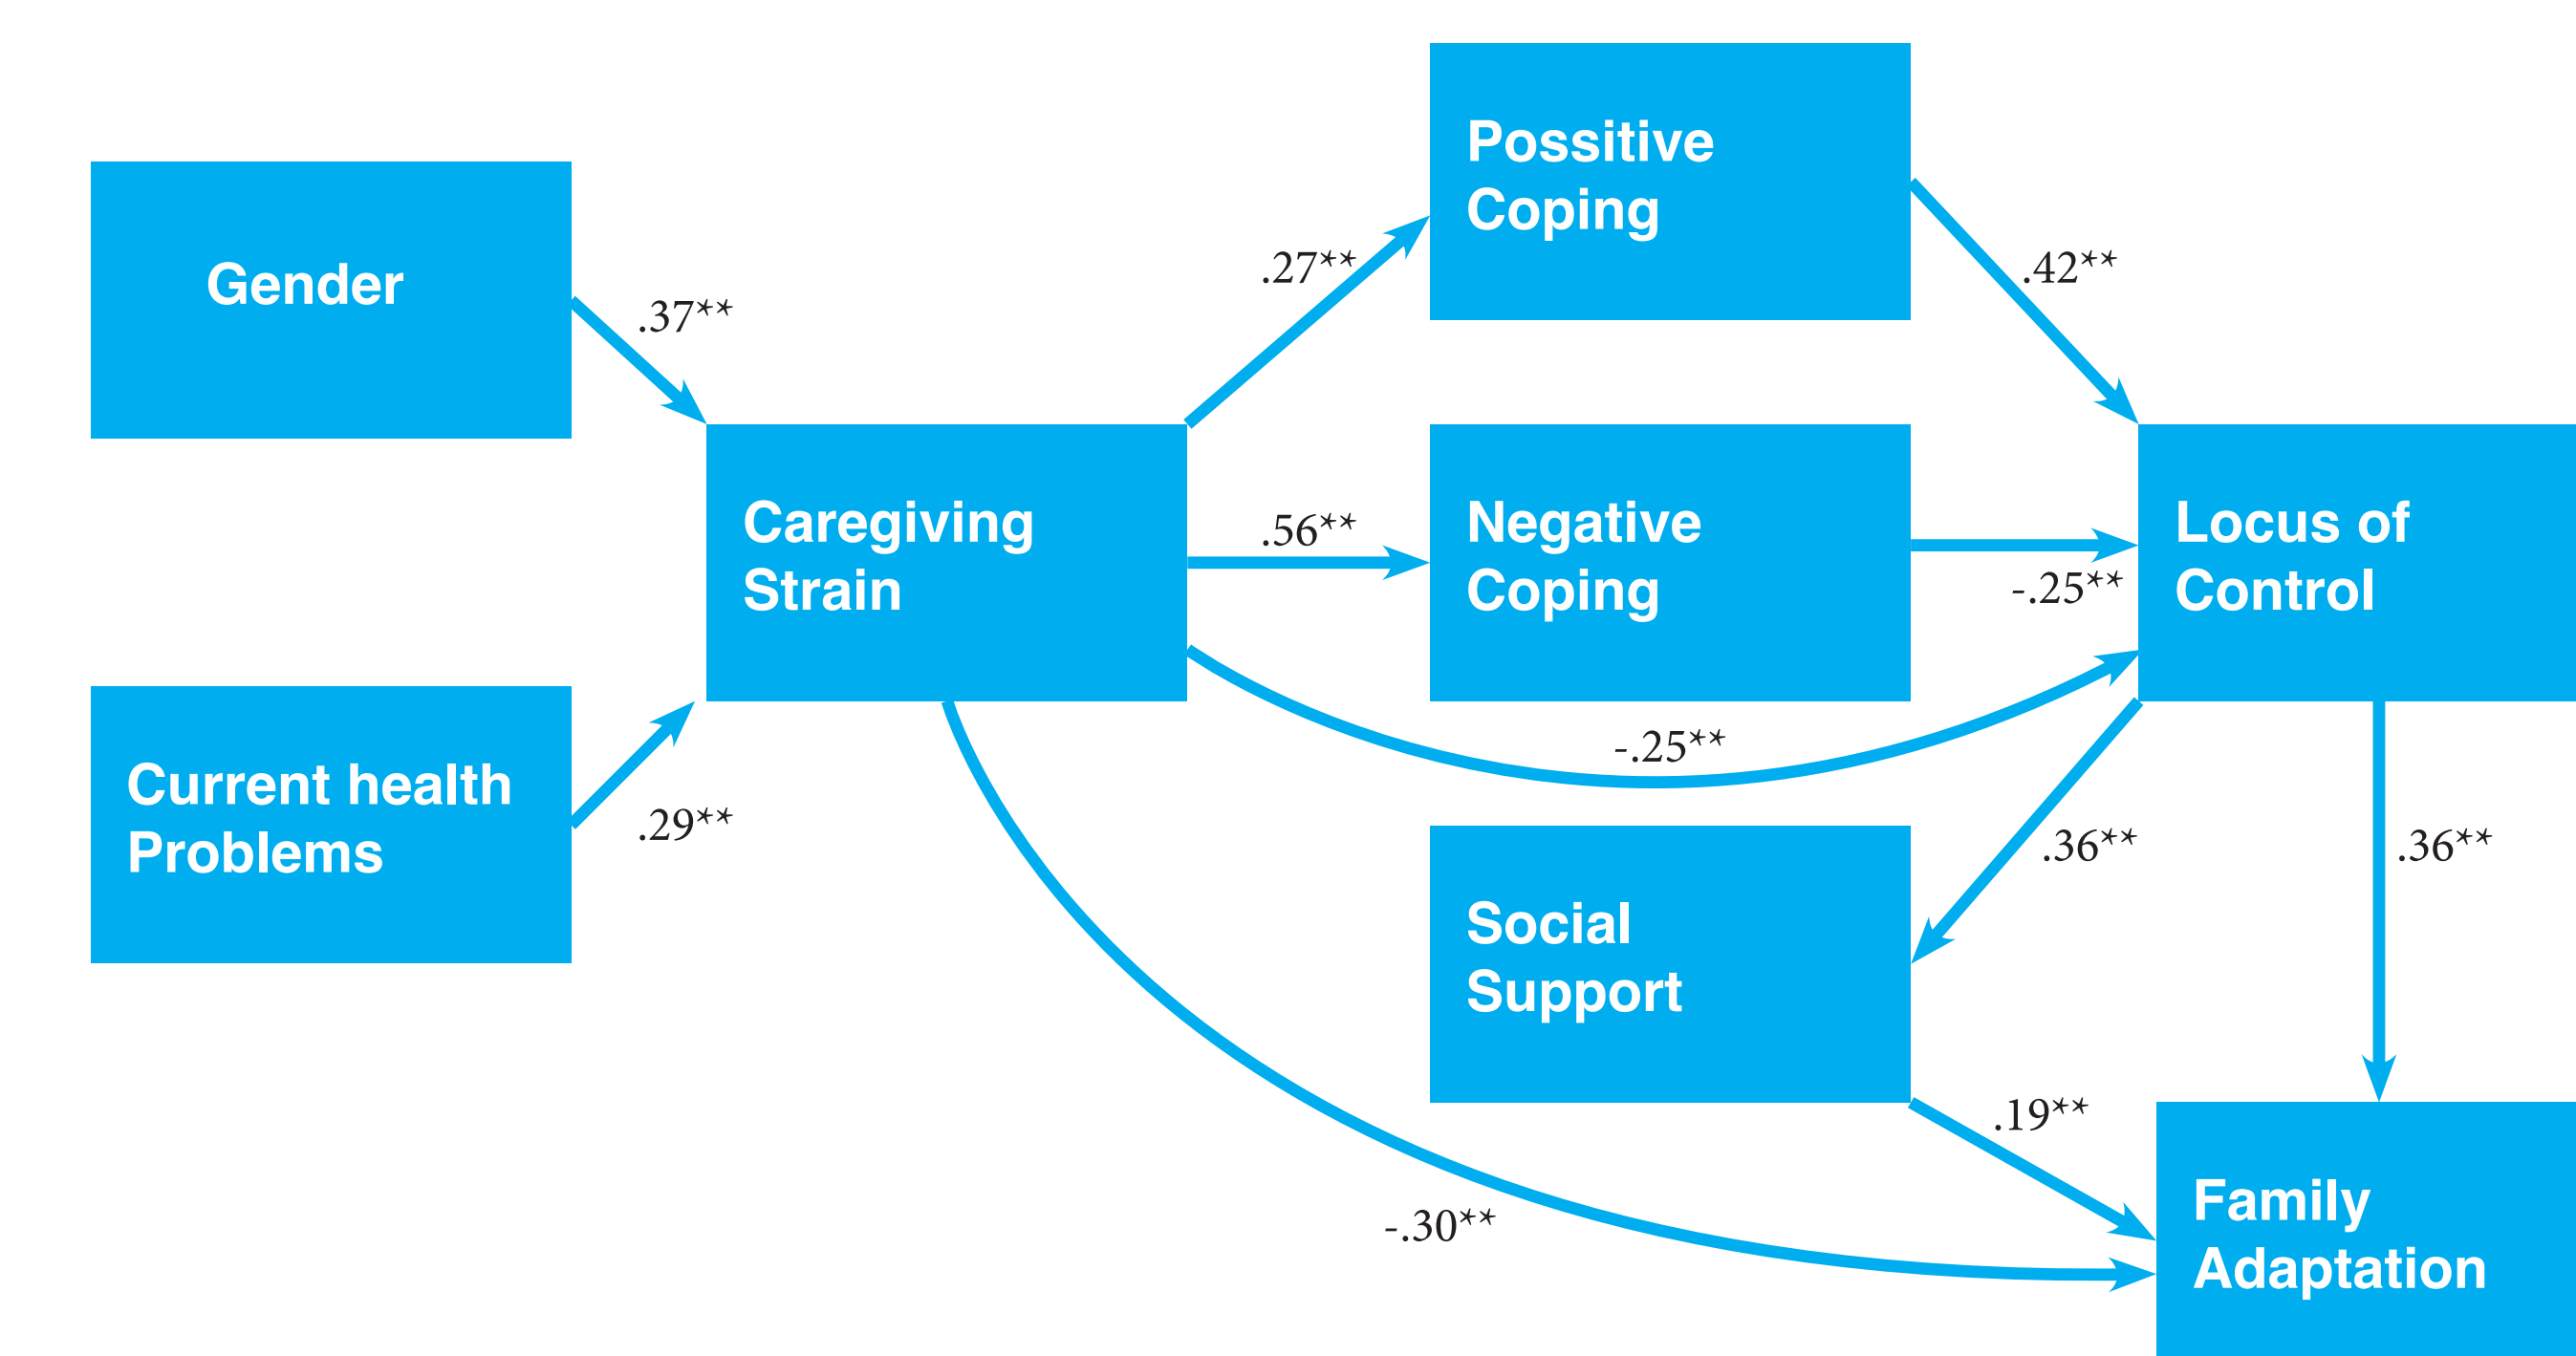 Gender
.37**
Current health
Problems
.29**
Caregiving
Strain
.27**
.56**
Possitive
Coping
.42**
Negative
Coping
-.25**
-.25**
Locus of
Control
Social
Support
.36**
.36**
.19**
-.30**
Family
Adaptation